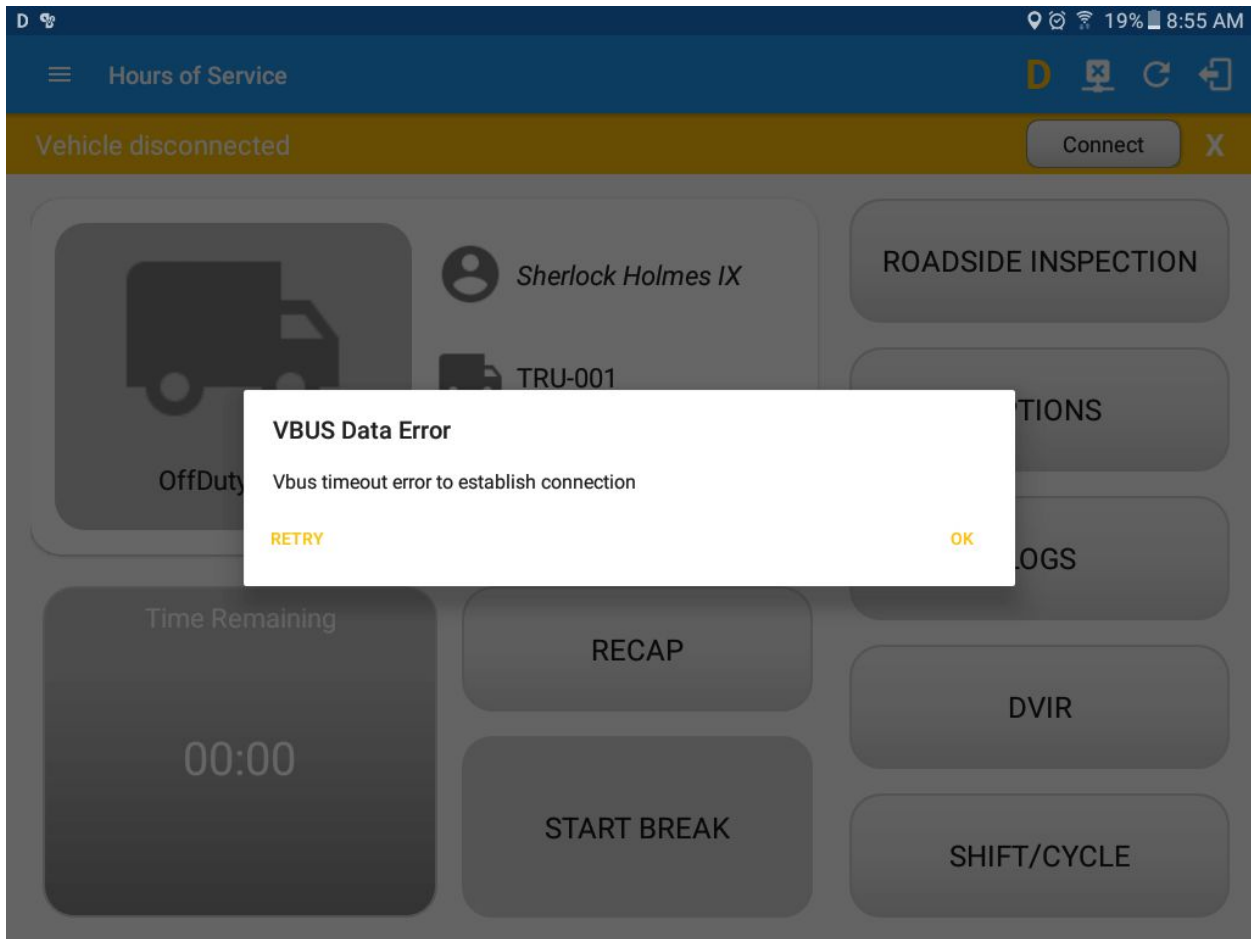 D
19% 8:55 AM
Hours of Service
D
Vehicle disconnected
Connect
X
Sherlock Holmes IX
TRU-001
OffDuty
VBUS Data Error
Vbus timeout error to establish connection
RETRY
OK
Time Remaining
00:00
RECAP
START BREAK
ROADSIDE INSPECTION
TIONS
LOGS
DVIR
SHIFT/CYCLE